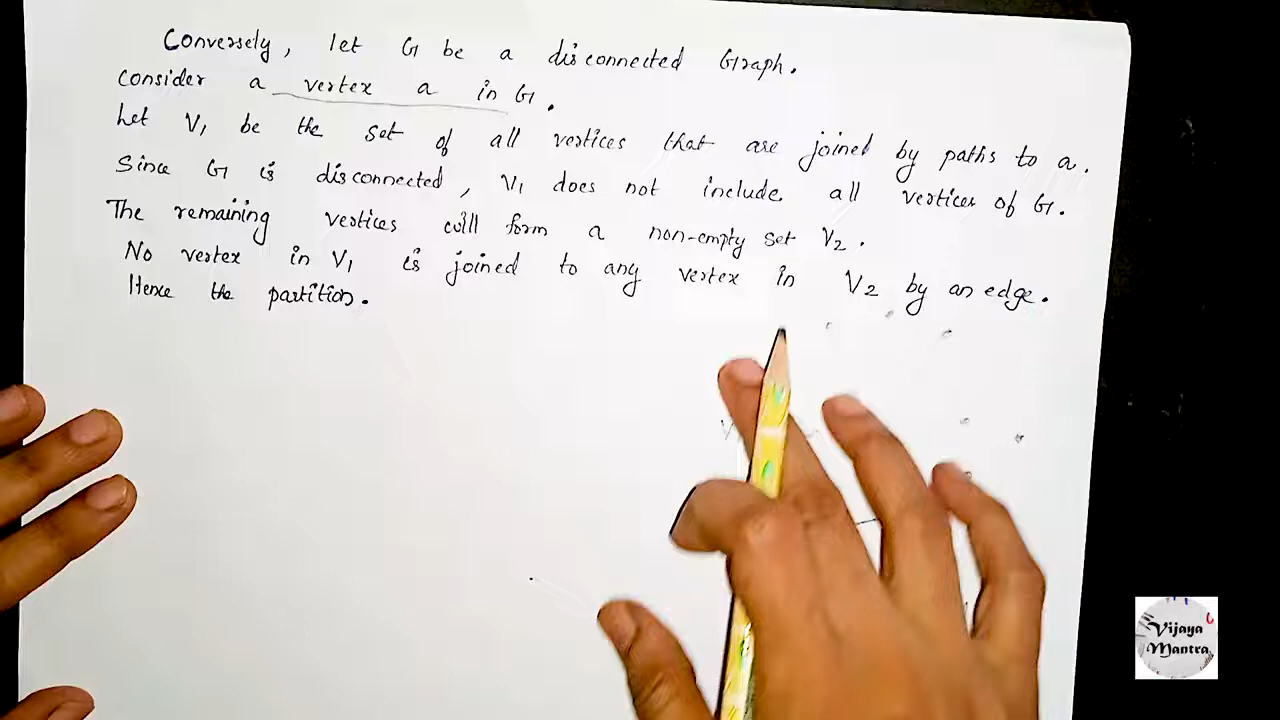 Conversely, let G be a disconnected Graph.
Consider a vertex a in G.
Let V1 be the set of all vertices that are joined by paths to a.
Since G is disconnected, V1 does not include all vertices of G.
The remaining vertices will form a non-empty set V2.
No vertex in V1 is joined to any vertex in V2 by an edge.
Hence the partition.
Vijaya
Mantra